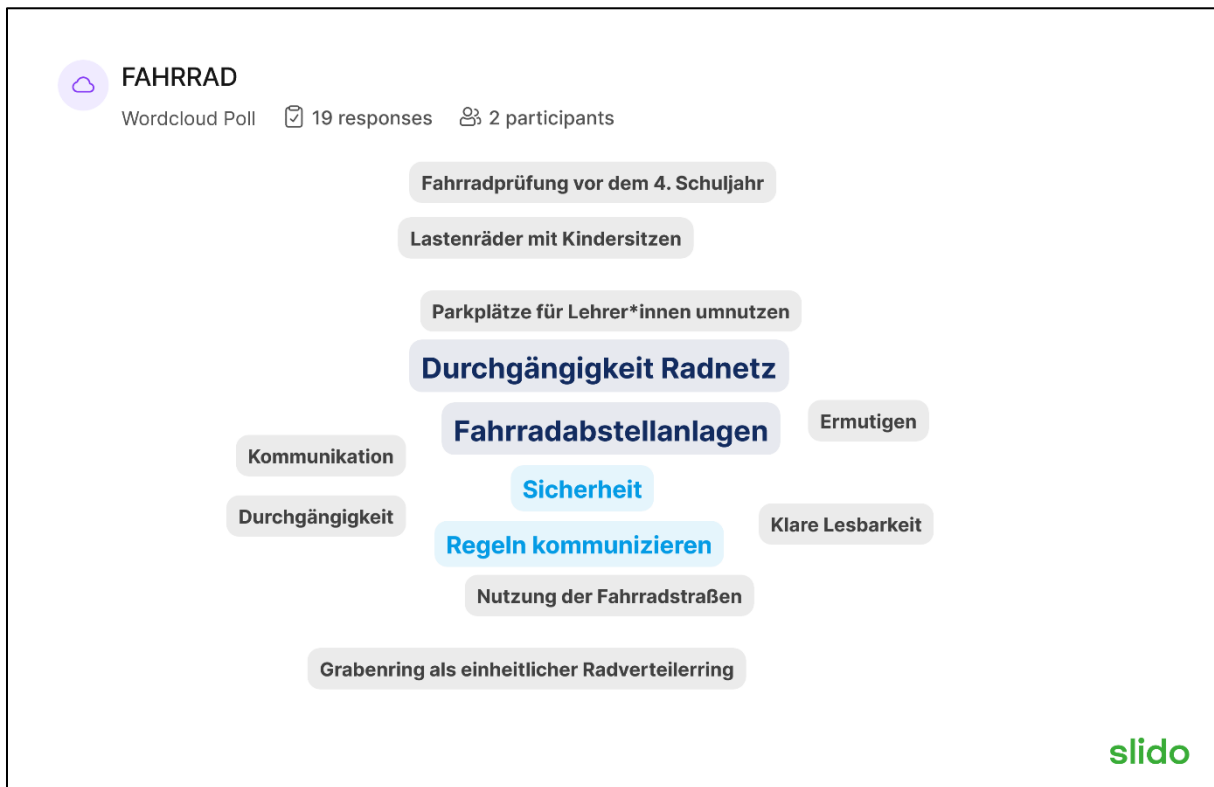 FAHRRAD
Wordcloud Poll 19 responses 2 participants
Fahrradprüfung vor dem 4. Schuljahr
Lastenräder mit Kindersitzen
Parkplätze für Lehrer*innen umnutzen
Durchgängigkeit Radnetz
Fahrradabstellanlagen
Ermutigen
Kommunikation
Sicherheit
Durchgängigkeit
Klare Lesbarkeit
Regeln kommunizieren
Nutzung der Fahrradstraßen
Grabenring als einheitlicher Radverteilerring
slido